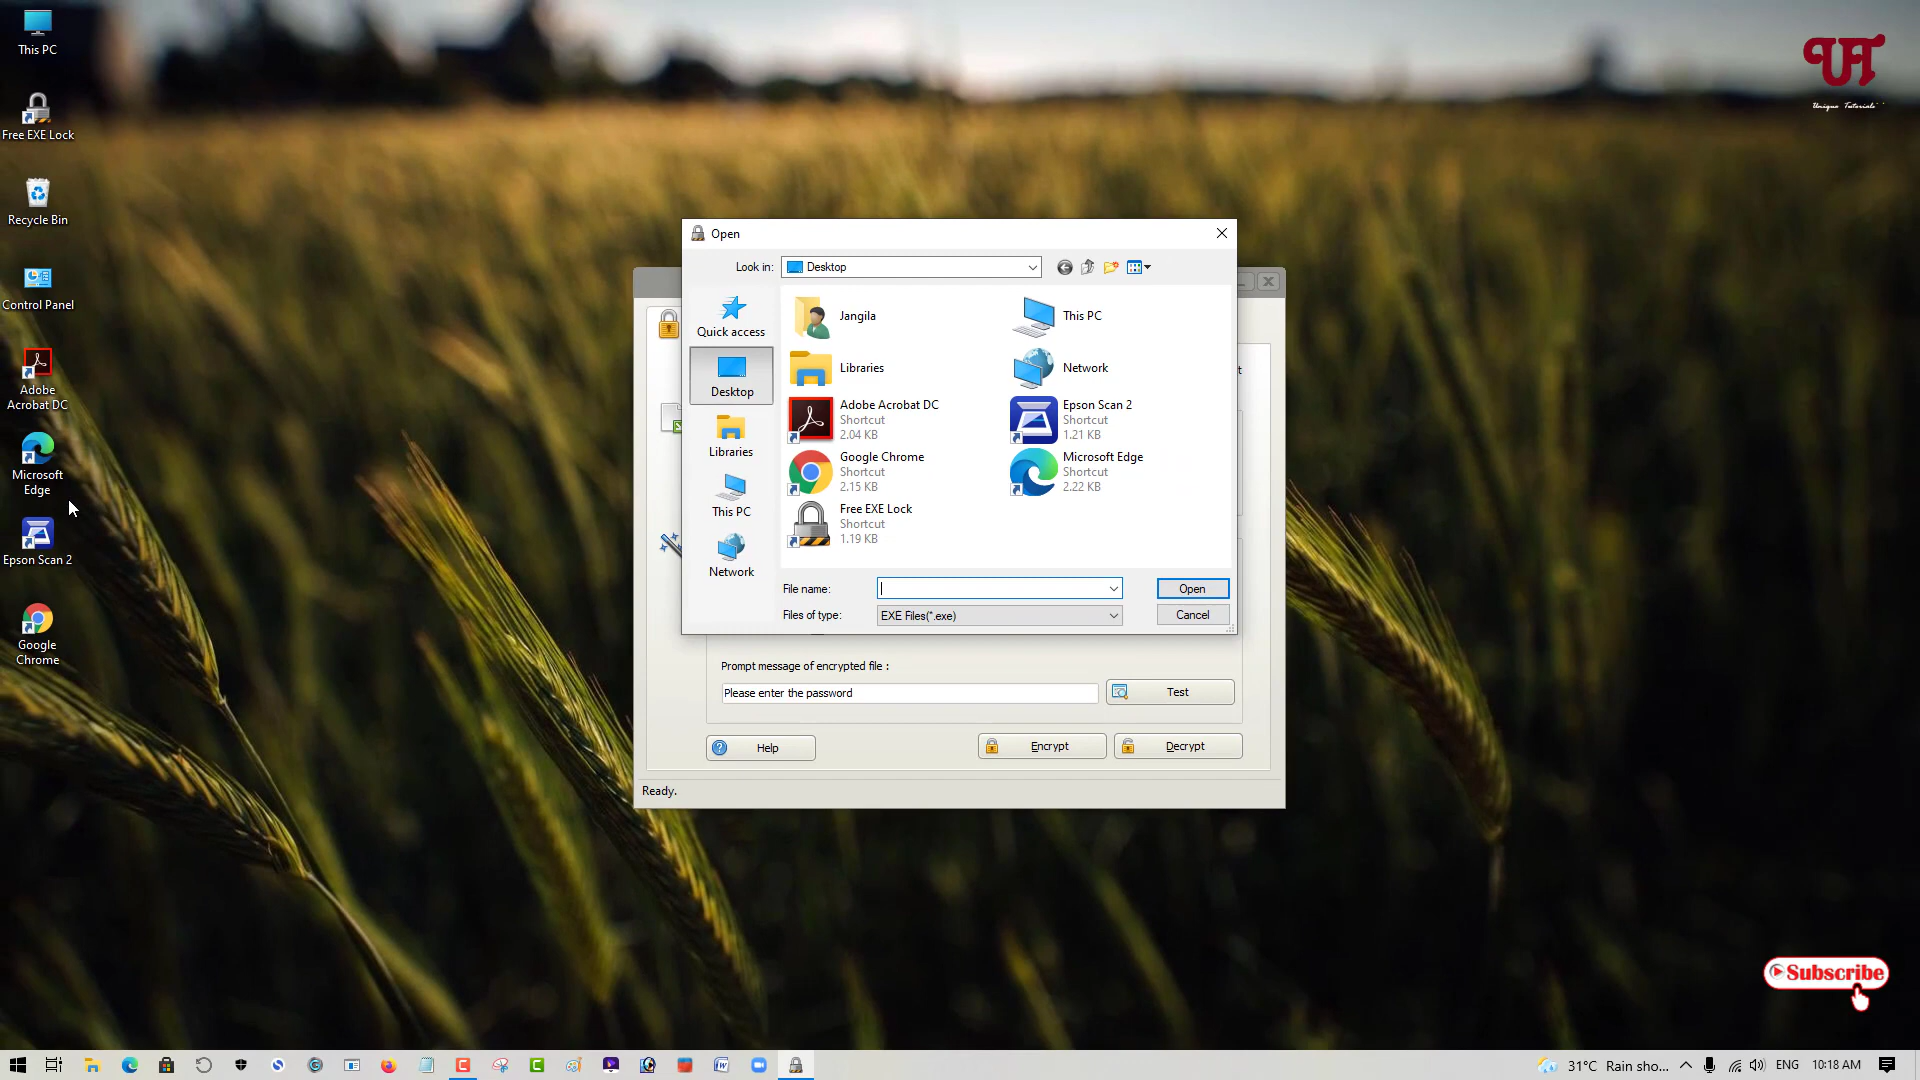 This PC
Free EXE Lock
Recycle Bin
Control Panel
Adobe
Acrobat DC
Microsoft
Edge
Epson Scan 2
Google
Chrome
UT
Unique Tutorials
Open
Look in:
Desktop
Quick access
Desktop
Libraries
This PC
Network
Jangila
This PC
Libraries
Network
Adobe Acrobat DC
Shortcut
2.04 KB
Epson Scan 2
Shortcut
1.21 KB
Google Chrome
Shortcut
2.15 KB
Microsoft Edge
Shortcut
2.22 KB
Free EXE Lock
Shortcut
1.19 KB
File name:
Open
Files of type:
EXE Files(*.exe)
Cancel
Prompt message of encrypted file :
Please enter the password
Test
Help
Encrypt
Decrypt
Ready.
Subscribe
31°C Rain sho...
ENG
10:18 AM